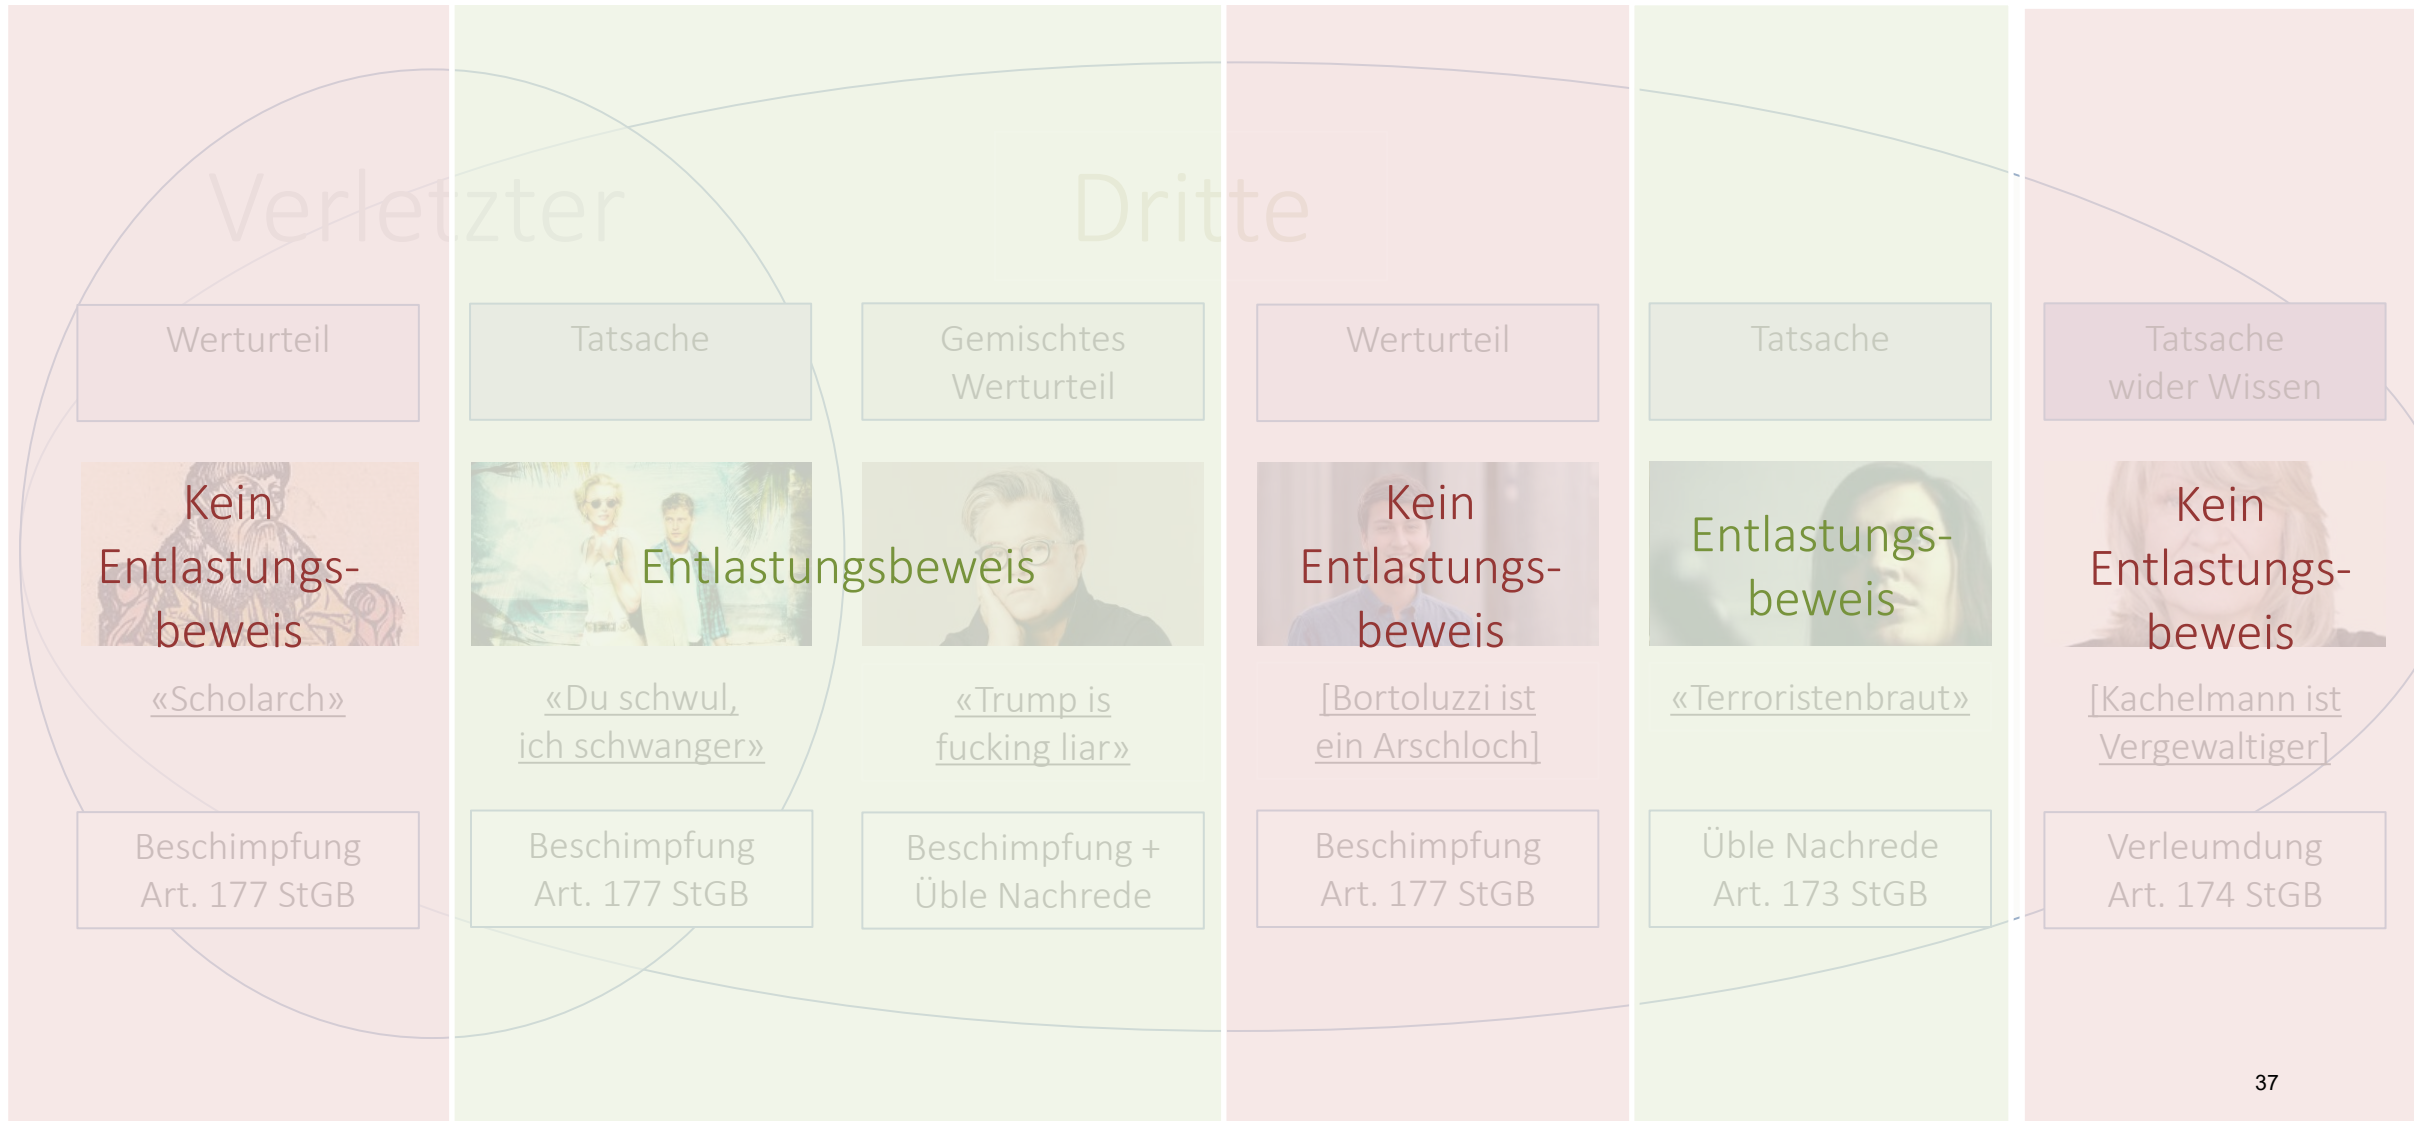 Verletzter
Dritte
Werturteil
Kein
Entlastungs-
beweis
«Scholarch»
Beschimpfung
Art. 177 StGB
Tatsache
Gemischtes
Werturteil
Entlastungsbeweis
«Du schwul,
ich schwanger»
«Trump is
fucking liar»
Beschimpfung
Art. 177 StGB
Beschimpfung +
Üble Nachrede
Werturteil
Kein
Entlastungs-
beweis
[Bortoluzzi ist
ein Arschloch]
Beschimpfung
Art. 177 StGB
Tatsache
Entlastungs-
beweis
«Terroristenbraut»
Üble Nachrede
Art. 173 StGB
Tatsache
wider Wissen
Kein
Entlastungs-
beweis
[Kachelmann ist
Vergewaltiger]
Verleumdung
Art. 174 StGB
37